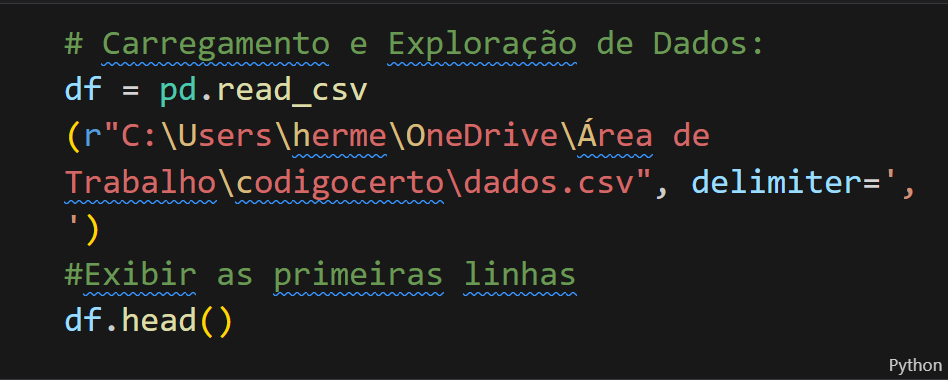 # Carregamento e Exploração de Dados:
df = pd.read_csv
(r"C:\Users\herme\OneDrive\Área de
Trabalho\codigocerto\dados.csv", delimiter=',
')
#Exibir as primeiras linhas
df.head()
Python